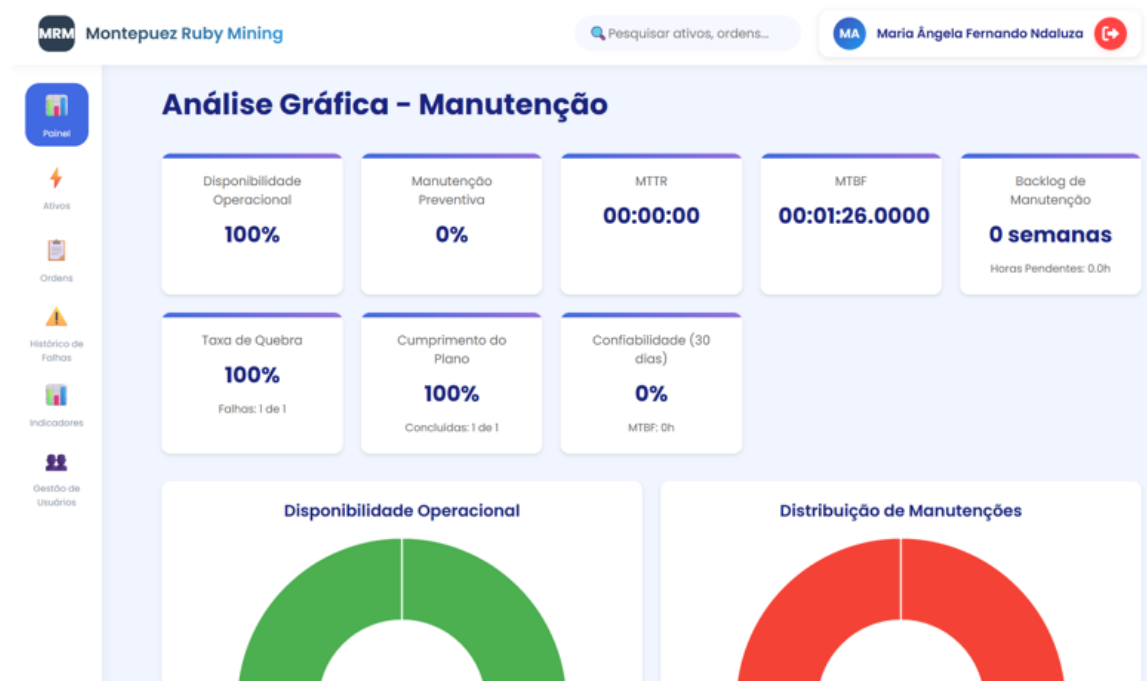 MRM Montepuez Ruby Mining
Pesquisar ativos, ordens...
MA Maria Ângela Fernando Ndaluza
Painel
Ativos
Ordens
Histórico de
Falhas
Indicadores
Gestão de
Usuários
Análise Gráfica - Manutenção
Disponibilidade
Operacional
100%
Manutenção
Preventiva
0%
MTTR
00:00:00
MTBF
00:01:26.0000
Backlog de
Manutenção
0 semanas
Horas Pendentes: 0.0h
Taxa de Quebra
100%
Falhas: 1 de 1
Cumprimento do
Plano
100%
Concluídas: 1 de 1
Confiabilidade (30
dias)
0%
MTBF: 0h
Disponibilidade Operacional
Distribuição de Manutenções